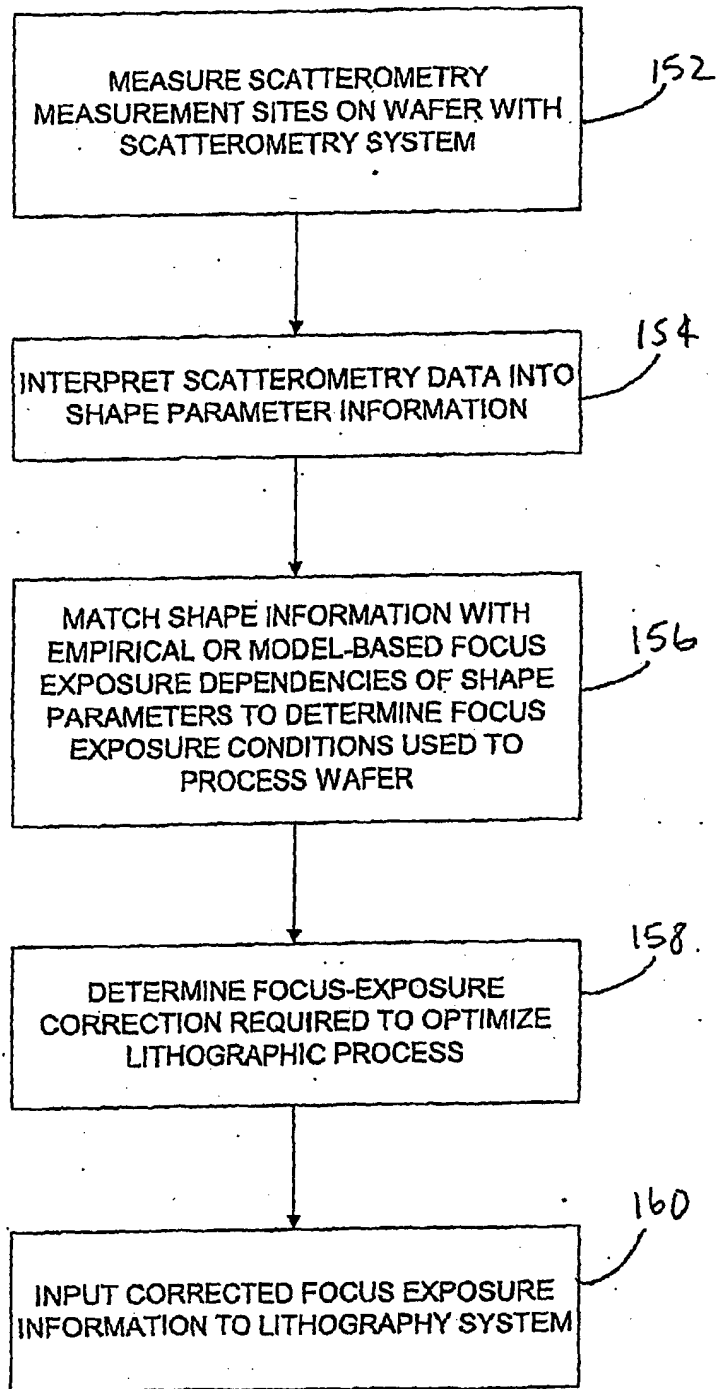 MEASURE SCATTEROMETRY
MEASUREMENT SITES ON WAFER WITH
SCATTEROMETRY SYSTEM
152
INTERPRET SCATTEROMETRY DATA INTO
SHAPE PARAMETER INFORMATION
154
MATCH SHAPE INFORMATION WITH
EMPIRICAL OR MODEL-BASED FOCUS
EXPOSURE DEPENDENCIES OF SHAPE
PARAMETERS TO DETERMINE FOCUS
EXPOSURE CONDITIONS USED TO
PROCESS WAFER
156
DETERMINE FOCUS-EXPOSURE
CORRECTION REQUIRED TO OPTIMIZE
LITHOGRAPHIC PROCESS
158
INPUT CORRECTED FOCUS EXPOSURE
INFORMATION TO LITHOGRAPHY SYSTEM
160